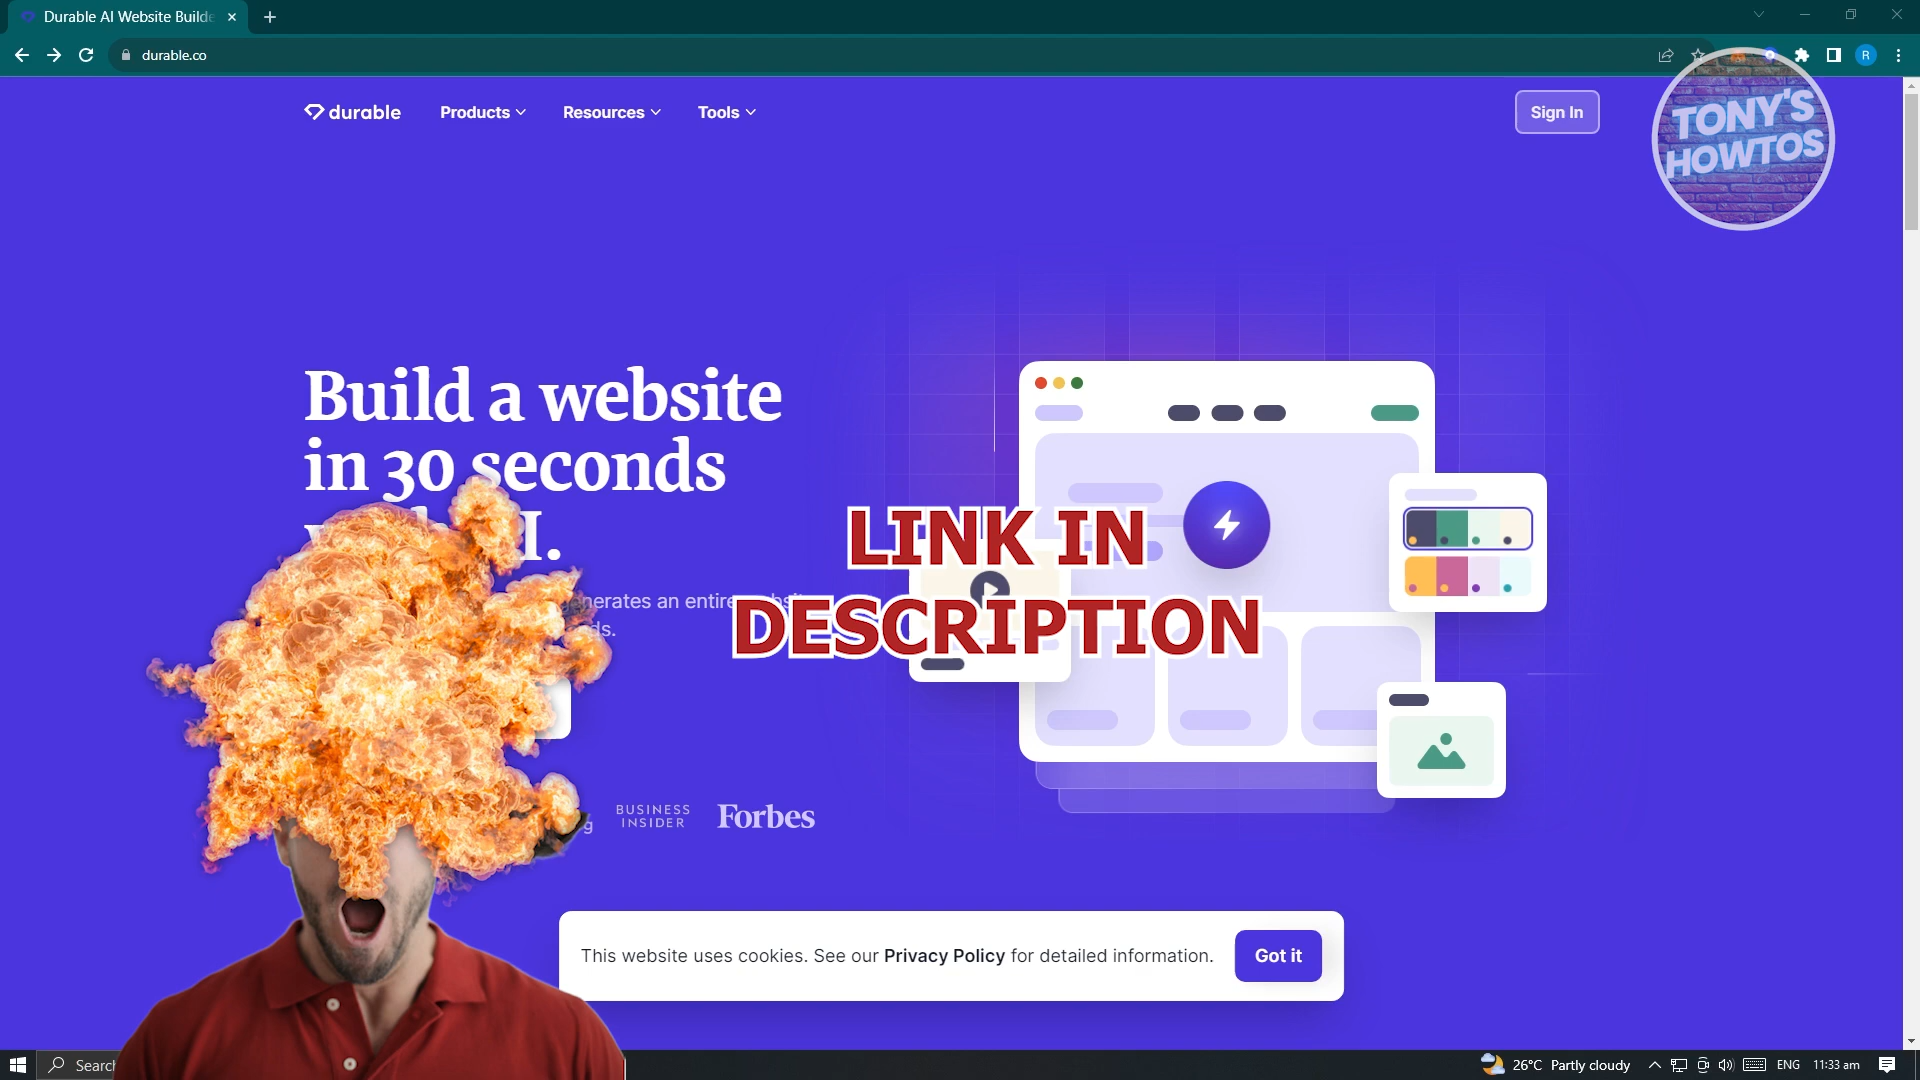 Durable AI Website Builde
durable.co
R
durable
Products
Resources
Tools
Sign In
TONY'S
HOWTOS
Build a website
in 30 seconds
I.
LINK IN
DESCRIPTION
an entire
BUSINESS
INSIDER
Forbes
This website uses cookies. See our Privacy Policy for detailed information.
Got it
Search
26°C Partly cloudy
ENG
11:33 am